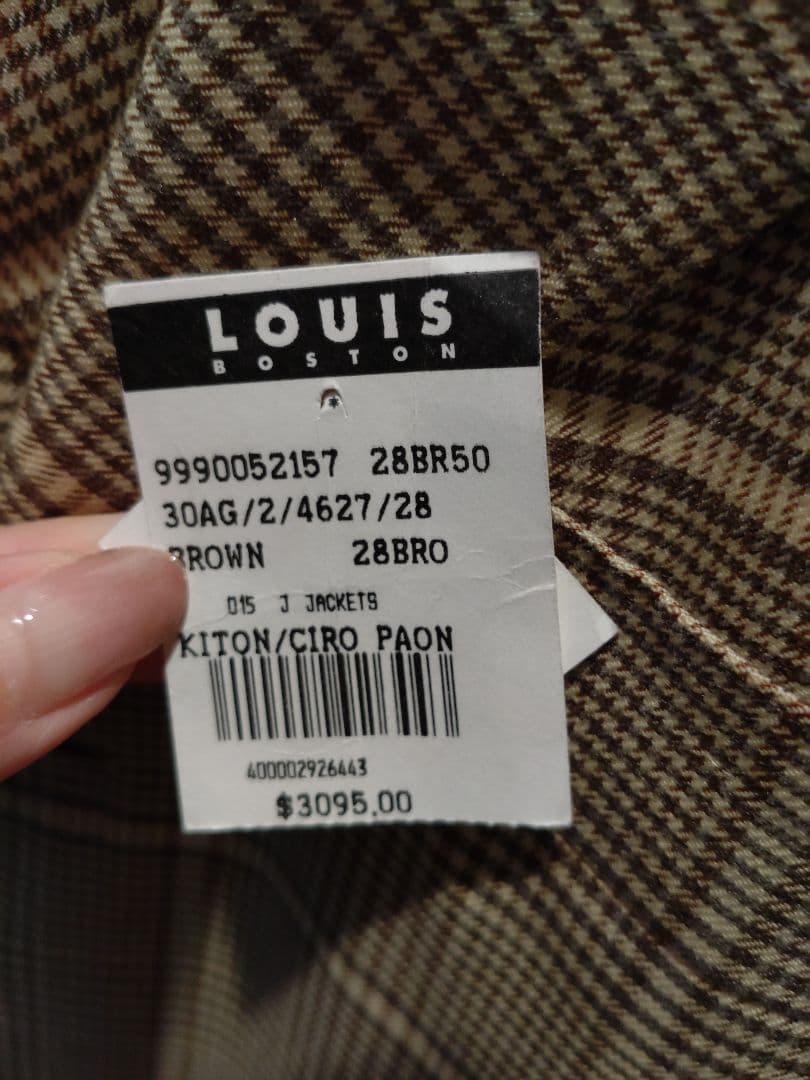 LOUIS
BOSTON
9990052157 28BR50
30AG/2/4627/28
BROWN 28BRO
015 J JACKETS
KITON/CIRO PAON
400002926443
$3095.00